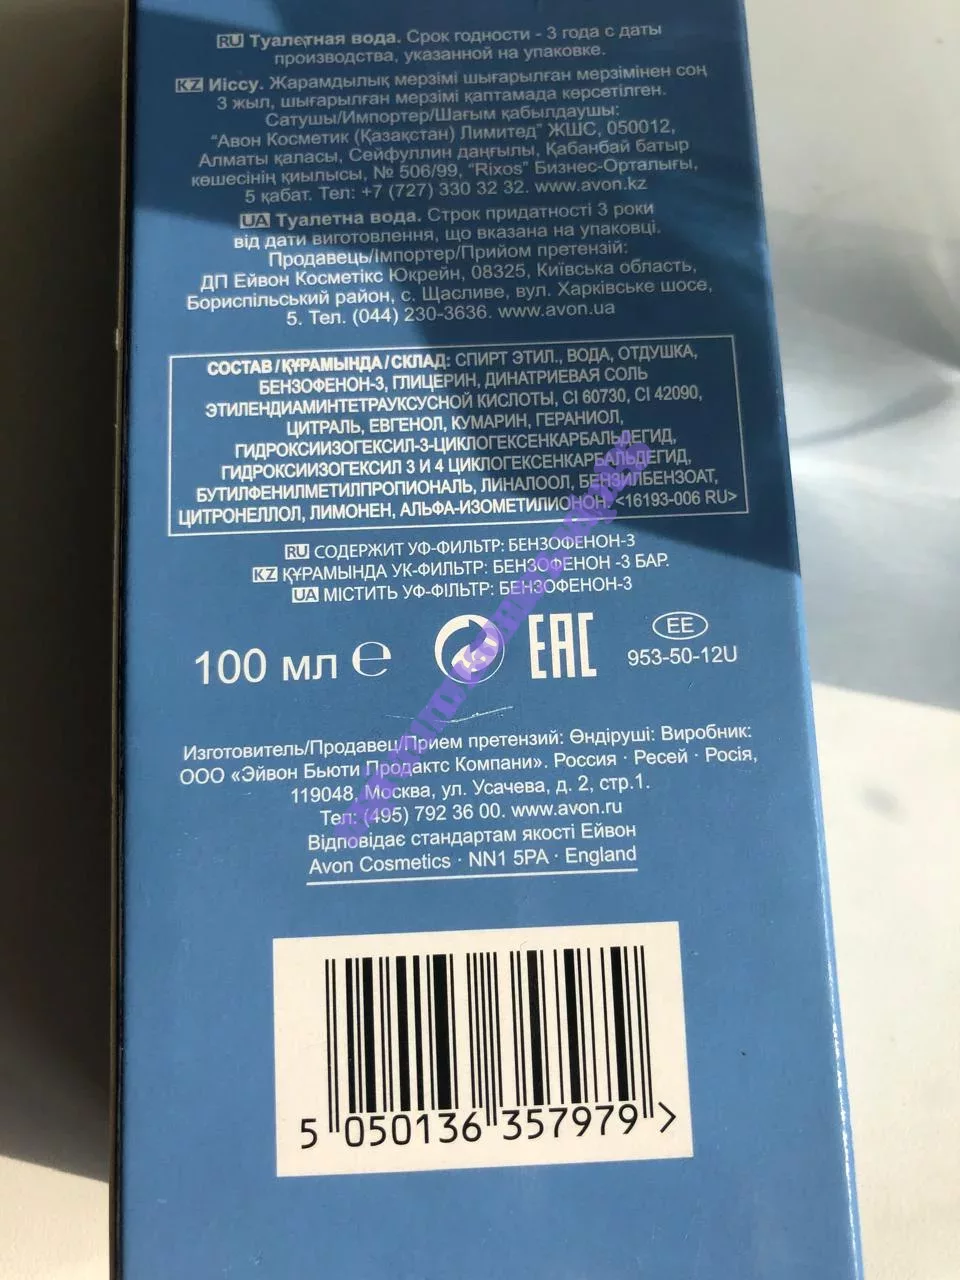 RU Туалетная вода. Срок годности - 3 года с даты
производства, указанной на упаковке.
KZ Иіссу. Жарамдылық мерзімі шығарылған мерзімінен соң
3 жыл, шығарылған мерзімі қаптамада көрсетілген.
Сатушы/Импортер/Шағым қабылдаушы:
"Авон Косметик (Қазақстан) Лимитед" ЖШС, 050012,
Алматы қаласы, Сейфуллин даңғылы, Қабанбай батыр
көшесінің қиылысы, № 506/99, "Rixos" Бизнес-Орталығы,
5 қабат. Тел: +7 (727) 330 32 32. www.avon.kz
UA Туалетна вода. Строк придатності 3 роки
від дати виготовлення, що вказана на упаковці.
Продавець/Імпортер/Прийом претензій:
ДП Ейвон Косметікс Юкрейн, 08325, Київська область,
Бориспільський район, с. Щасливе, вул. Харківське шосе,
5. Тел. (044) 230-3636. www.avon.ua
СОСТАВ/ҚҰРАМЫНДА/СКЛАД: СПИРТ ЭТИЛ., ВОДА, ОТДУШКА,
БЕНЗОФЕНОН-3, ГЛИЦЕРИН, ДИНАТРИЕВАЯ СОЛЬ
ЭТИЛЕНДИАМИНТЕТРАУКСУСНОЙ КИСЛОТЫ, CI 60730, CI 42090,
ЦИТРАЛЬ, ЕВГЕНОЛ, КУМАРИН, ГЕРАНИОЛ,
ГИДРОКСИИЗОГЕКСИЛ-3-ЦИКЛОГЕКСЕНКАРБАЛЬДЕГИД,
ГИДРОКСИИЗОГЕКСИЛ 3 И 4 ЦИКЛОГЕКСЕНКАРБАЛЬДЕГИД,
БУТИЛФЕНИЛМЕТИЛПРОПИОНАЛЬ, ЛИНАЛООЛ, БЕНЗИЛБЕНЗОАТ,
ЦИТРОНЕЛЛОЛ, ЛИМОНЕН, АЛЬФА-ИЗОМЕТИЛИОНОН. <16193-006 RU>
RU СОДЕРЖИТ УФ-ФИЛЬТР: БЕНЗОФЕНОН-3
KZ ҚҰРАМЫНДА УК-ФИЛЬТР: БЕНЗОФЕНОН -3 БАР.
UA МІСТИТЬ УФ-ФІЛЬТР: БЕНЗОФЕНОН-3
100 мл ℮ EAC EE
953-50-12U
Изготовитель/Продавец/Прием претензий: Өндіруші: Виробник:
ООО «Эйвон Бьюти Продактс Компани». Россия · Ресей · Росія,
119048, Москва, ул. Усачева, д. 2, стр.1.
Тел: (495) 792 36 00. www.avon.ru
Відповідає стандартам якості Ейвон
Avon Cosmetics · NN1 5PA · England
5 050136 357979 >